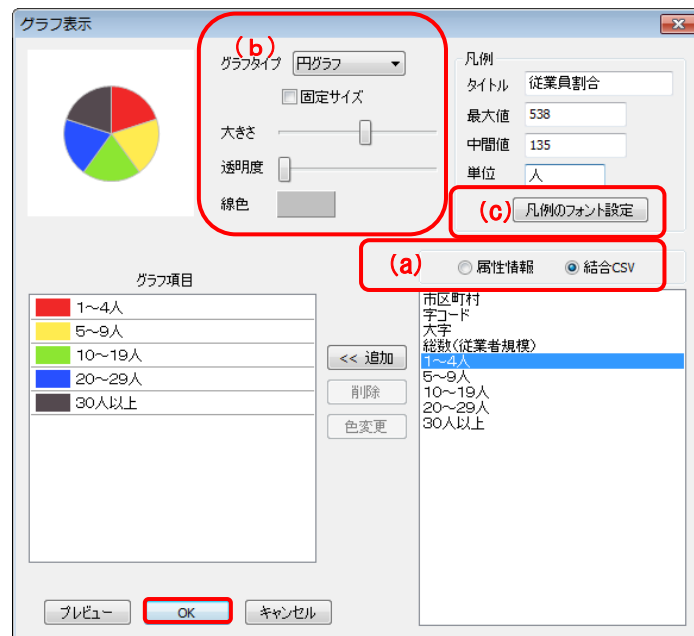 グラフ表示
(b)
グラフタイプ 円グラフ
固定サイズ
大きさ
透明度
線色
凡例
タイトル 従業員割合
最大値 538
中間値 135
単位 人
(c) 凡例のフォント設定
(a) 属性情報 結合CSV
グラフ項目
1～4人
5～9人
10～19人
20～29人
30人以上
<< 追加
削除
色変更
市区町村
字コード
大字
総数(従業者規模)
1～4人
5～9人
10～19人
20～29人
30人以上
プレビュー OK キャンセル